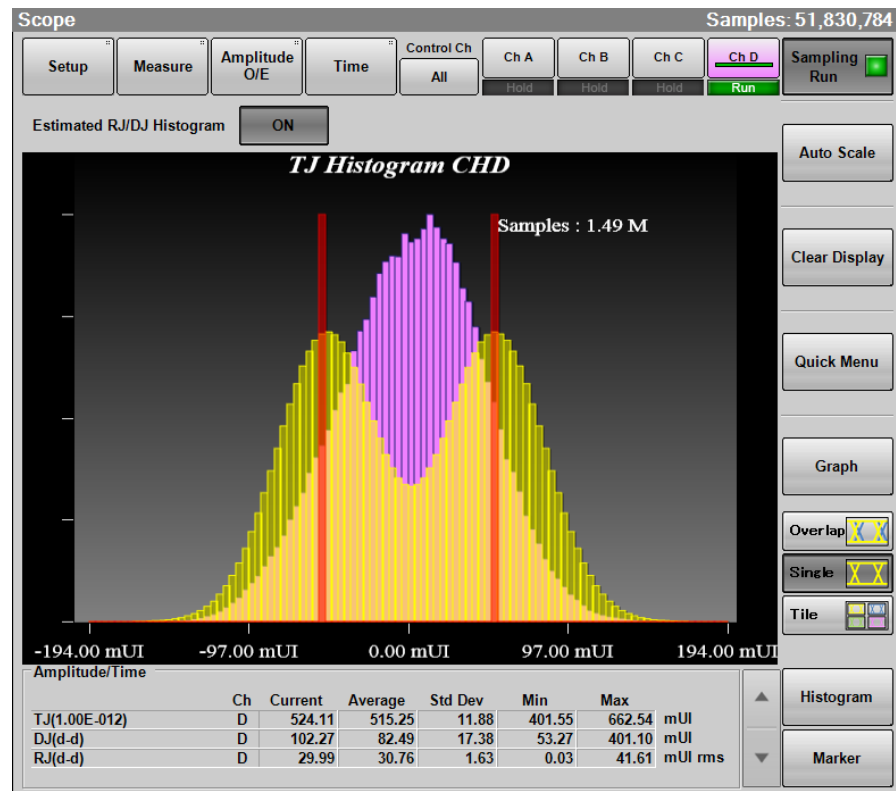 Scope Samples: 51,830,784
Setup Measure Amplitude O/E Time Control Ch All Ch A Hold Ch B Hold Ch C Hold Ch D Run Sampling Run
Estimated RJ/DJ Histogram ON
Auto Scale
TJ Histogram CHD
Samples : 1.49 M
Clear Display
Quick Menu
Graph
Overlap
Single
Tile
-194.00 mUI -97.00 mUI 0.00 mUI 97.00 mUI 194.00 mUI
Amplitude/Time
Ch Current Average Std Dev Min Max
TJ(1.00E-012) D 524.11 515.25 11.88 401.55 662.54 mUI
DJ(d-d) D 102.27 82.49 17.38 53.27 401.10 mUI
RJ(d-d) D 29.99 30.76 1.63 0.03 41.61 mUI rms
Histogram
Marker